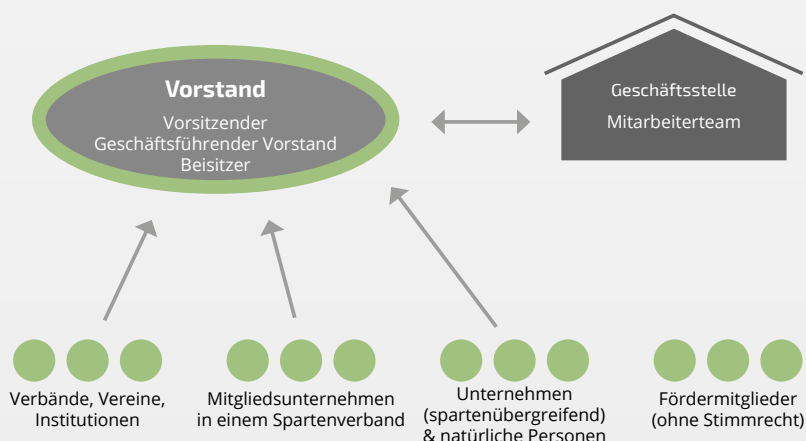 Vorstand
Vorsitzender
Geschäftsführender Vorstand
Beisitzer
Geschäftsstelle
Mitarbeiterteam
Verbände, Vereine,
Institutionen
Mitgliedsunternehmen
in einem Spartenverband
Unternehmen
(spartenübergreifend)
& natürliche Personen
Fördermitglieder
(ohne Stimmrecht)